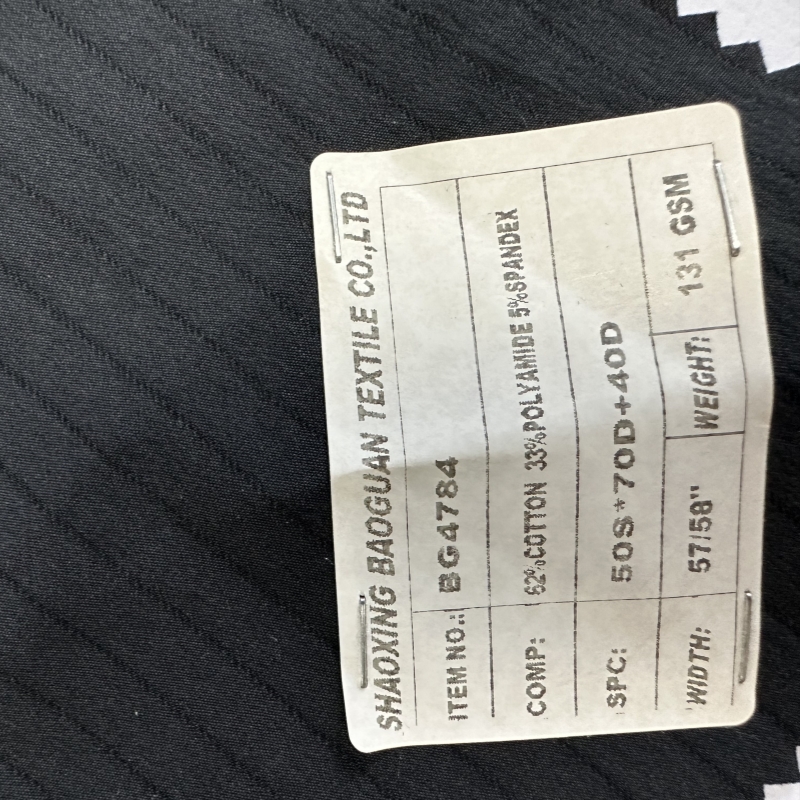 SHAOXING BAOGUAN TEXTILE CO.,LTD
ITEM NO.: BG4784
COMP: 62%COTTON 33%POLYAMIDE 5%SPANDEX
SPC: 50S*70D+40D
WIDTH: 57/58" WEIGHT: 131 GSM